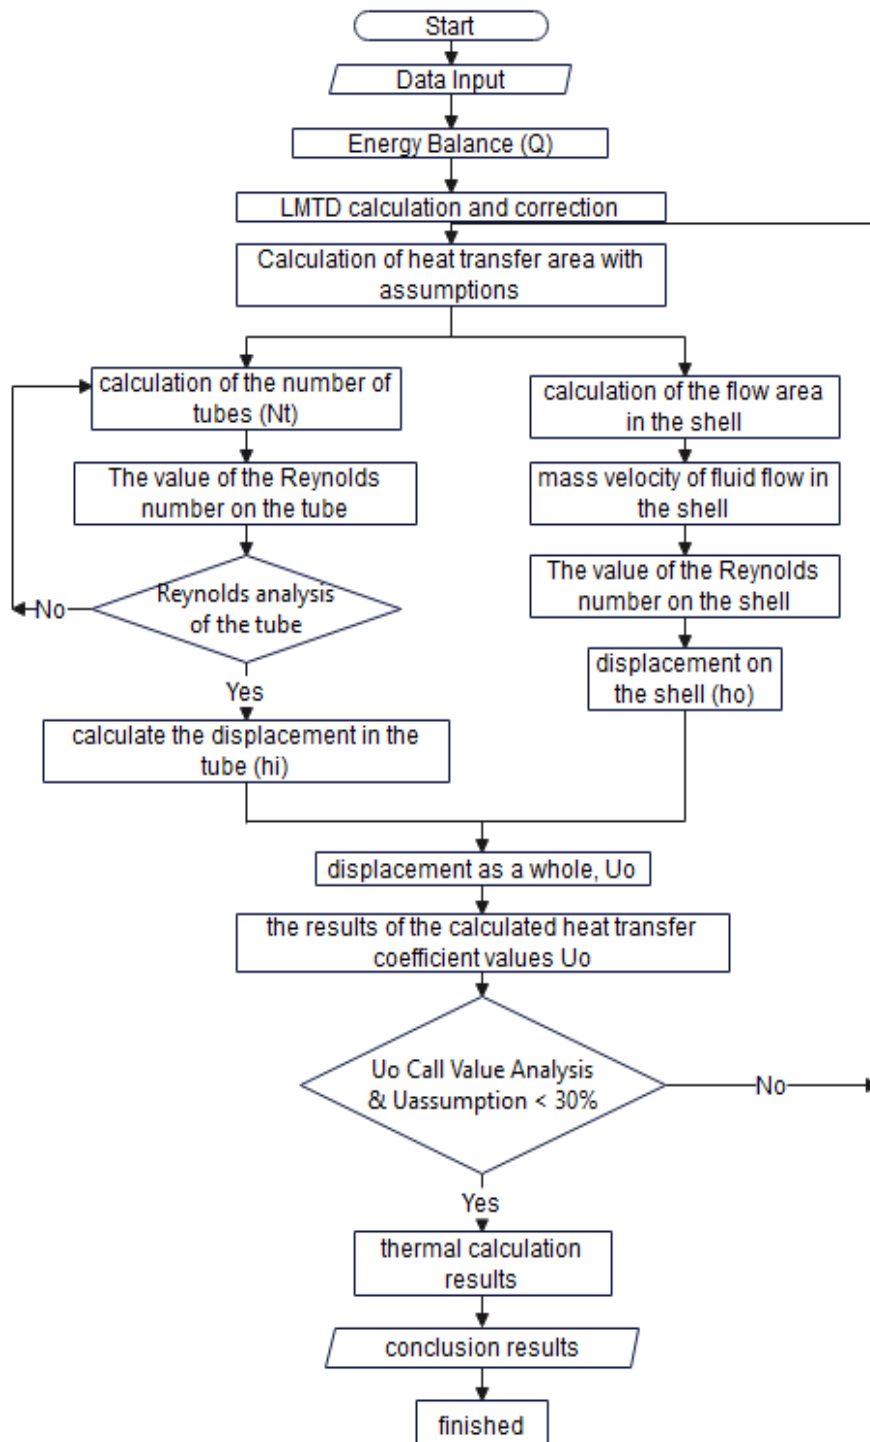 Start
Data Input
Energy Balance (Q)
LMTD calculation and correction
Calculation of heat transfer area with
assumptions
calculation of the number of
tubes (Nt)
The value of the Reynolds
number on the tube
Reynolds analysis
of the tube
No
Yes
calculate the displacement in the
tube (hi)
calculation of the flow area
in the shell
mass velocity of fluid flow in
the shell
The value of the Reynolds
number on the shell
displacement on
the shell (ho)
displacement as a whole, Uo
the results of the calculated heat transfer
coefficient values Uo
Uo Call Value Analysis
& Uassumption < 30%
No
Yes
thermal calculation
results
conclusion results
finished